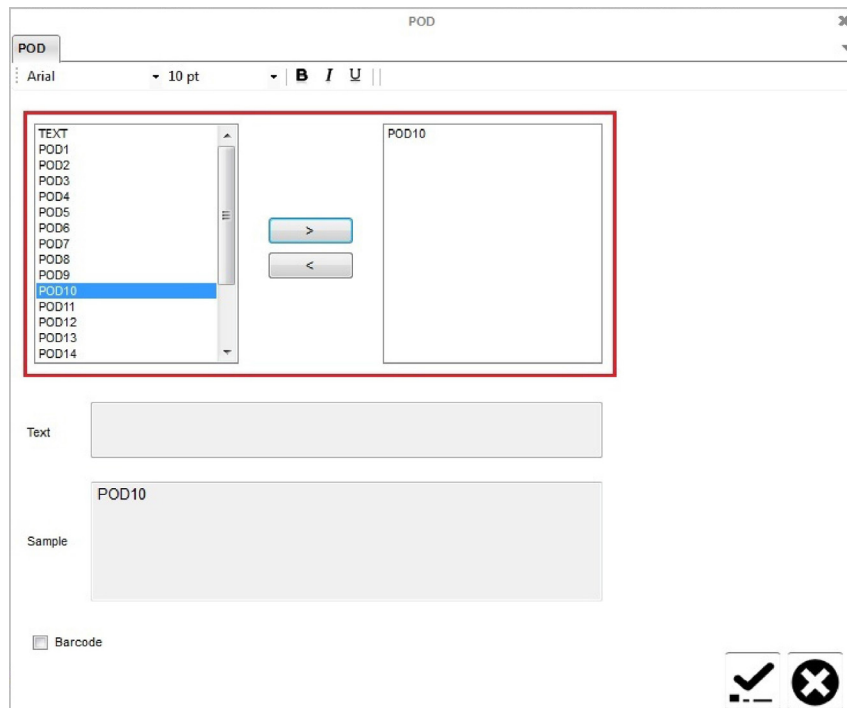 POD
POD
Arial 10 pt B I U
TEXT
POD1
POD2
POD3
POD4
POD5
POD6
POD7
POD8
POD9
POD10
POD11
POD12
POD13
POD14
>
<
POD10
Text
Sample
POD10
Barcode